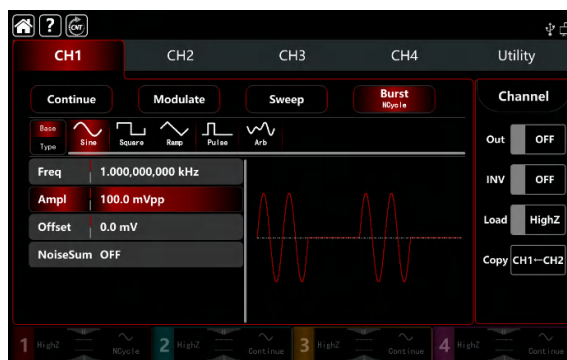 ? CNT
CH1 CH2 CH3 CH4 Utility
Continue Modulate Sweep Burst NCycle Channel
Base Type Sine Square Ramp Pulse Arb
Out OFF
Freq 1.000,000,000 kHz
INV OFF
Ampl 100.0 mVpp
Offset 0.0 mV
Load HighZ
NoiseSum OFF
Copy CH1←CH2
1 HighZ NCycle 2 HighZ Continue 3 HighZ Continue 4 HighZ Continue